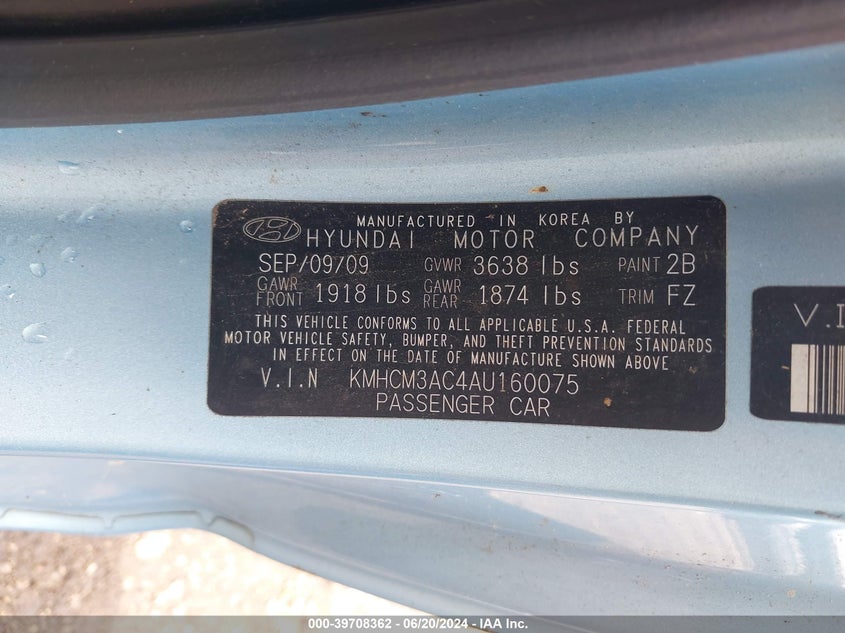 MANUFACTURED IN KOREA BY
HYUNDAI MOTOR COMPANY
SEP/09/09 GVWR 3638 lbs PAINT 2B
GAWR FRONT 1918 lbs GAWR REAR 1874 lbs TRIM FZ
THIS VEHICLE CONFORMS TO ALL APPLICABLE U.S.A. FEDERAL
MOTOR VEHICLE SAFETY, BUMPER, AND THEFT PREVENTION STANDARDS
IN EFFECT ON THE DATE OF MANUFACTURE SHOWN ABOVE
V.I.N KMHCM3AC4AU160075
PASSENGER CAR
V.I
000-39708362 - 06/20/2024 - IAA Inc.